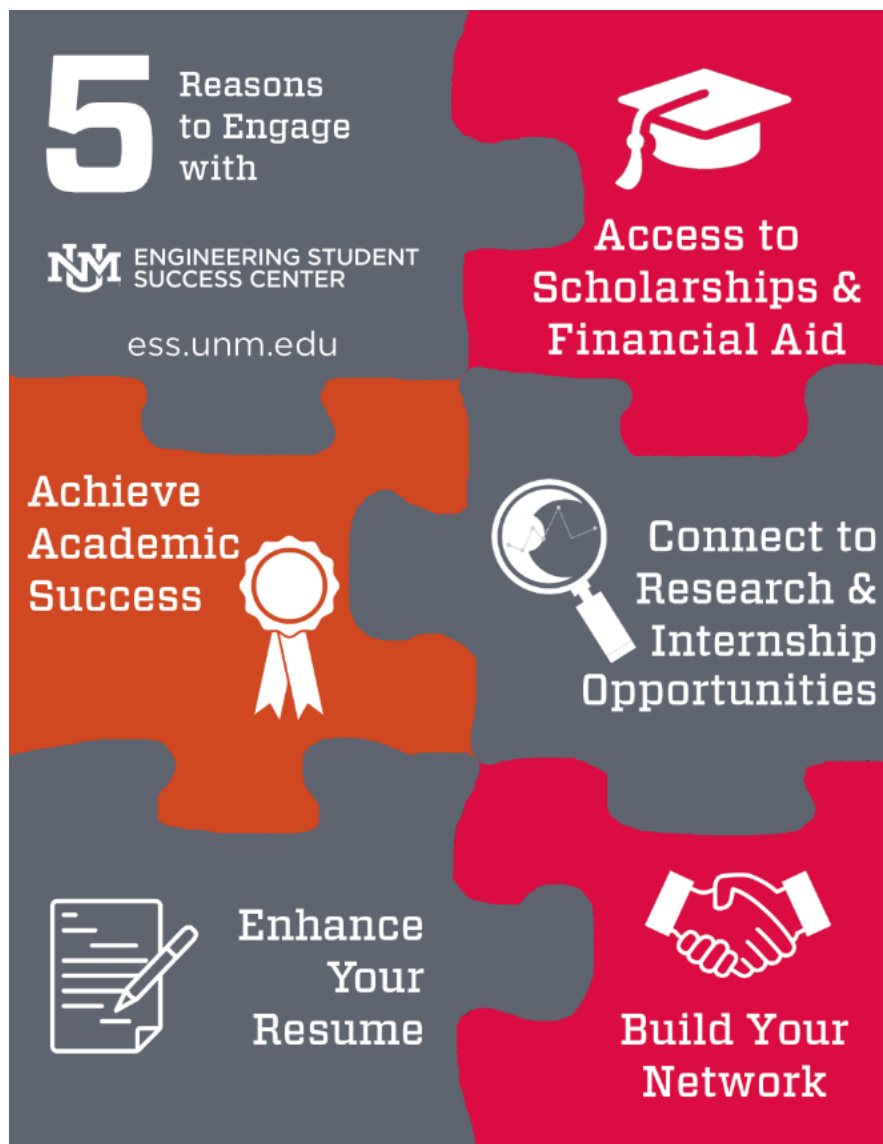 5 Reasons
to Engage
with
UNM ENGINEERING STUDENT
SUCCESS CENTER
ess.unm.edu
Access to
Scholarships &
Financial Aid
Achieve
Academic
Success
Connect to
Research &
Internship
Opportunities
Enhance
Your
Resume
Build Your
Network